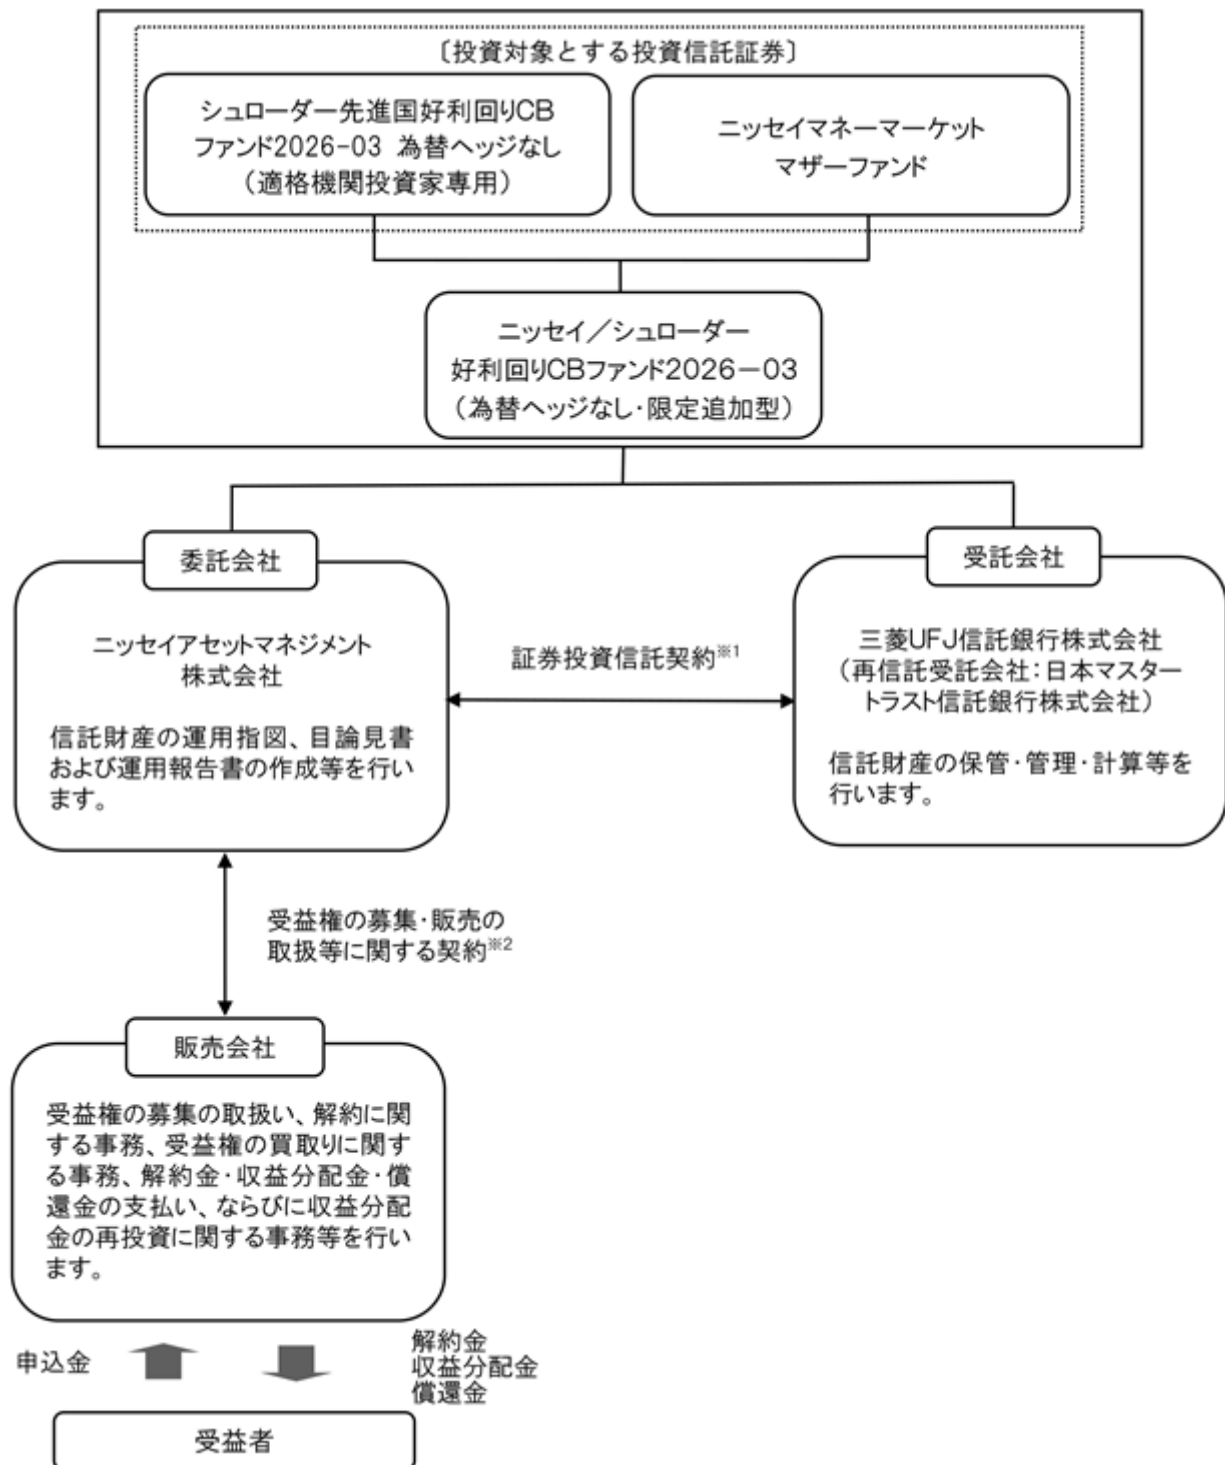 〔投資対象とする投資信託証券〕
シュローダー先進国好利回りCB
ファンド2026-03 為替ヘッジなし
（適格機関投資家専用）
ニッセイマネーマーケット
マザーファンド
ニッセイ／シュローダー
好利回りCBファンド2026－03
（為替ヘッジなし・限定追加型）
委託会社
ニッセイアセットマネジメント
株式会社
信託財産の運用指図、目論見書
および運用報告書の作成等を行い
ます。
証券投資信託契約※1
受託会社
三菱UFJ信託銀行株式会社
（再信託受託会社：日本マスター
トラスト信託銀行株式会社）
信託財産の保管・管理・計算等を
行います。
受益権の募集・販売の
取扱等に関する契約※2
販売会社
受益権の募集の取扱い、解約に関
する事務、受益権の買取りに関す
る事務、解約金・収益分配金・償
還金の支払い、ならびに収益分配
金の再投資に関する事務等を行い
ます。
申込金
解約金
収益分配金
償還金
受益者